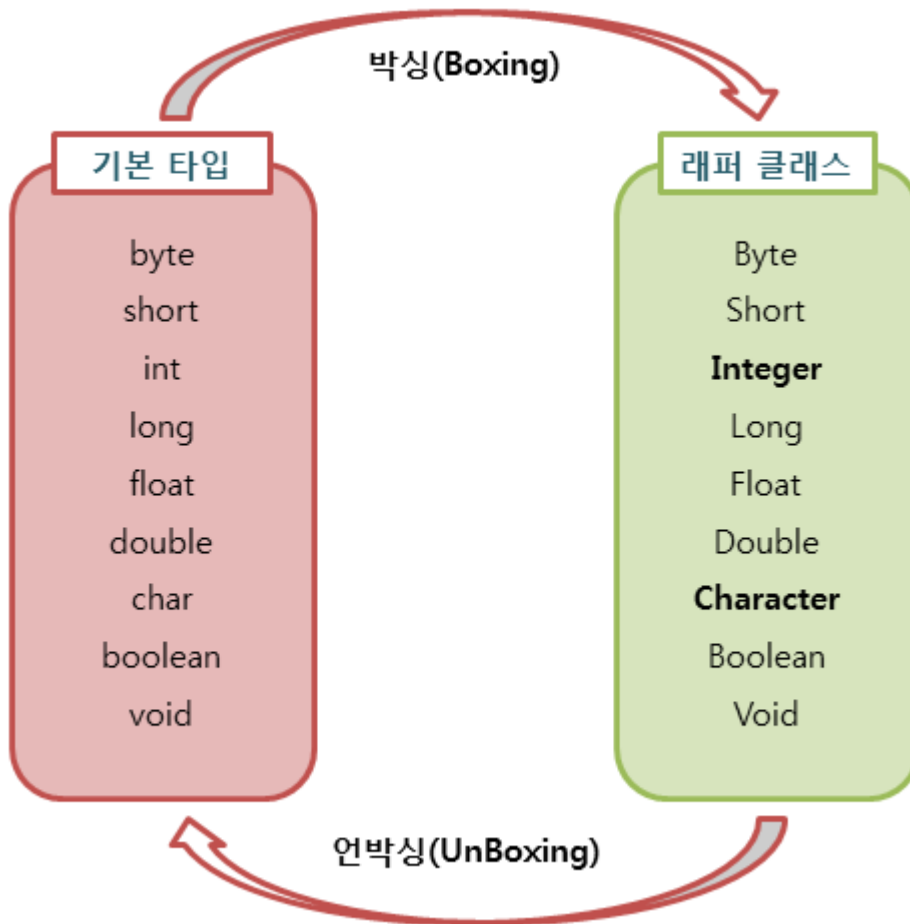 박싱(Boxing)
기본 타입
byte
short
int
long
float
double
char
boolean
void
래퍼 클래스
Byte
Short
Integer
Long
Float
Double
Character
Boolean
Void
언박싱(UnBoxing)